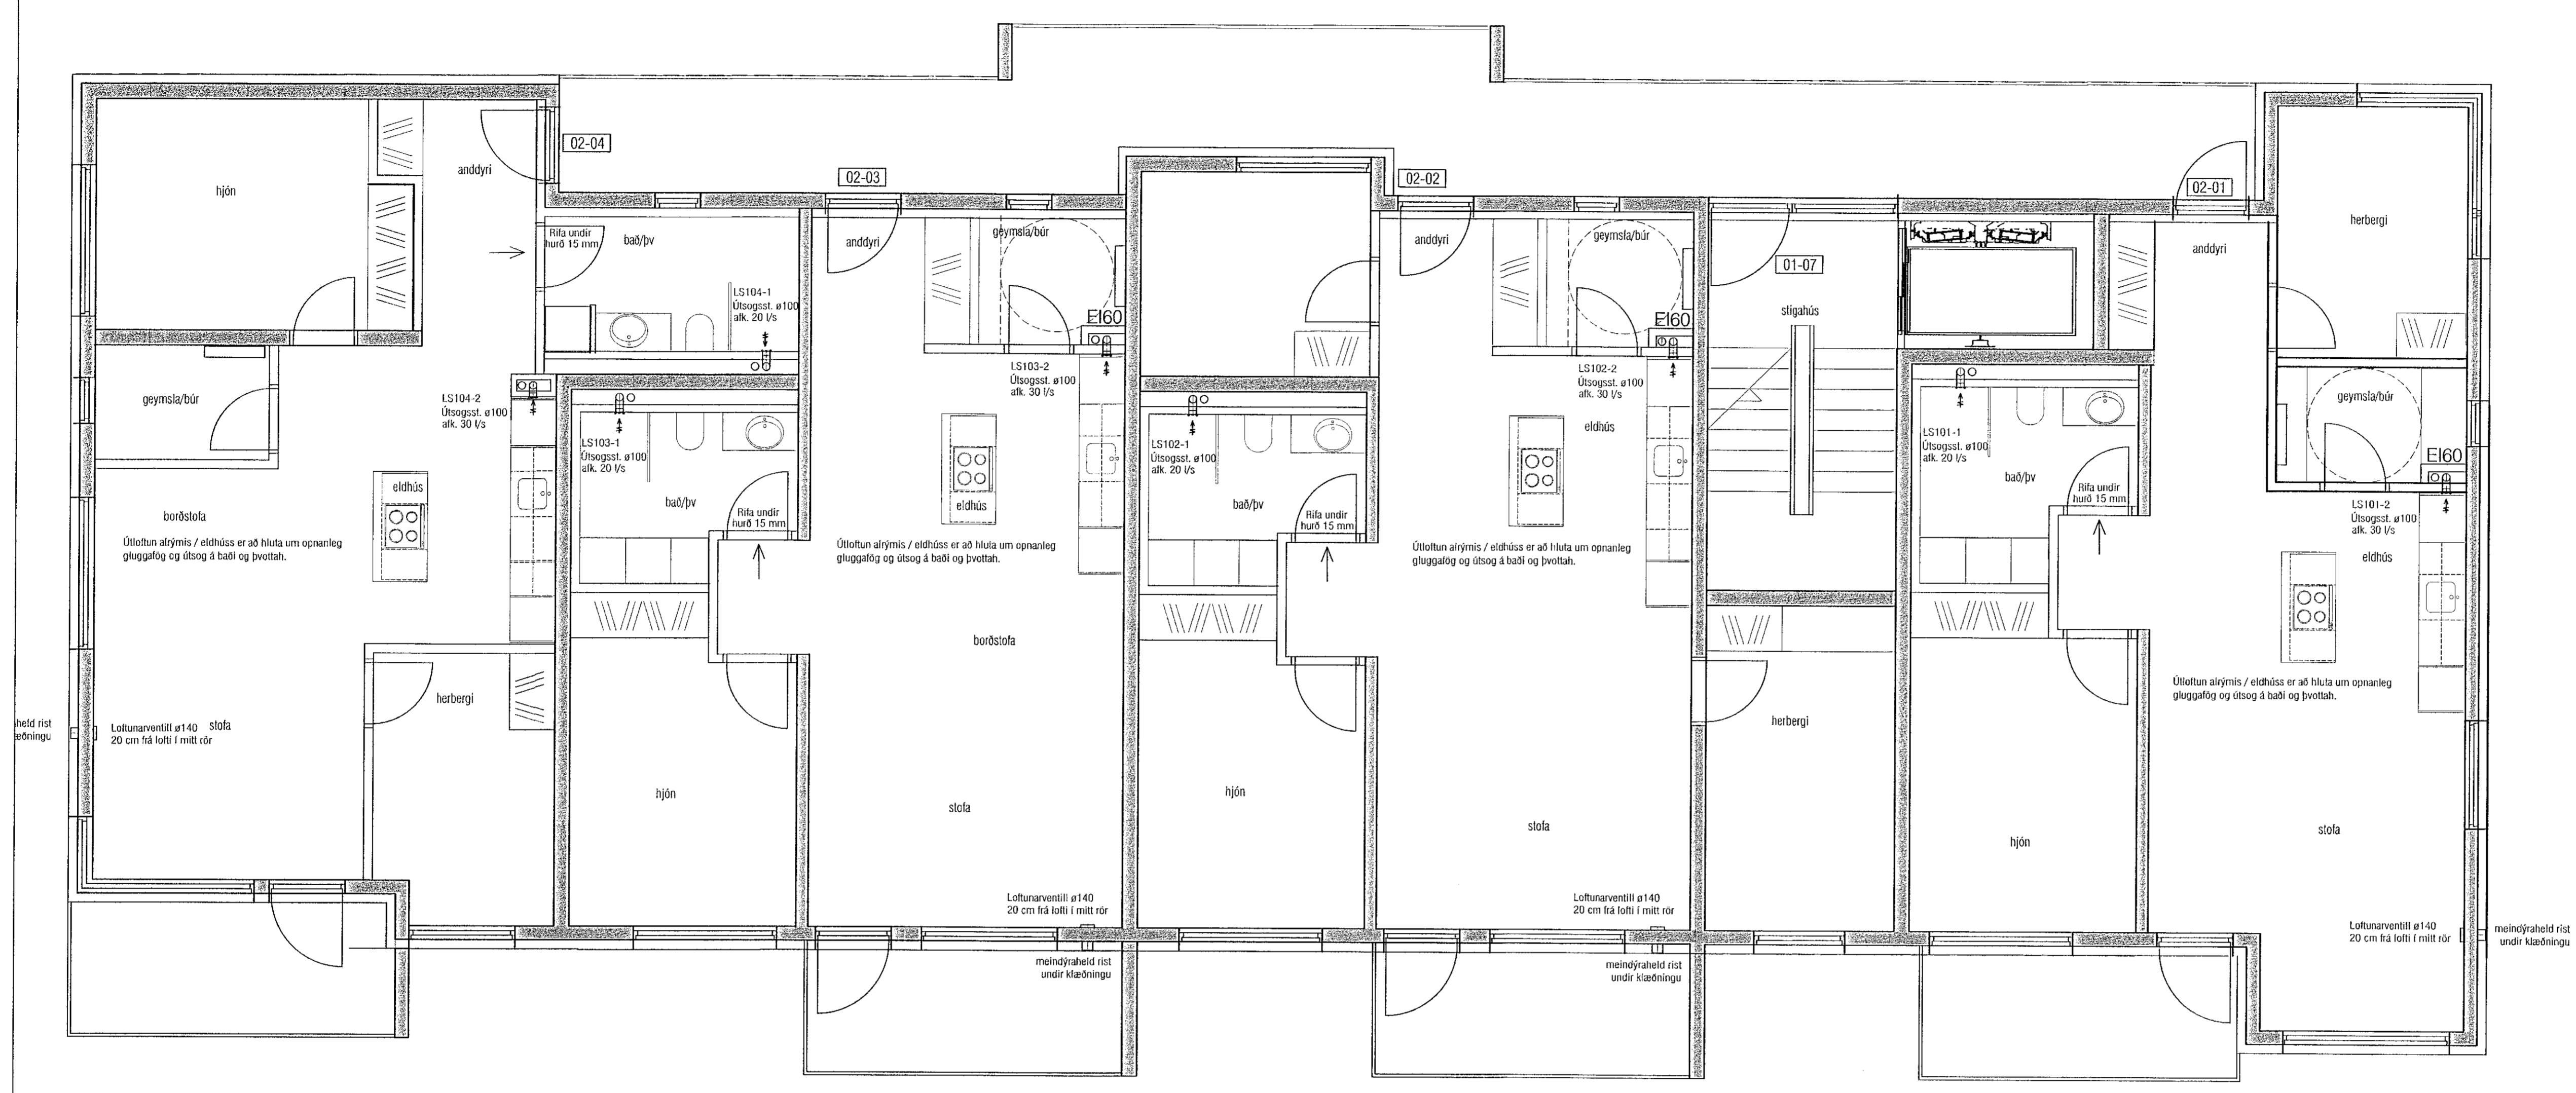 02-04
hjón
anddyri
Rifa undir
hurð 15 mm
bað/þv
LS104-1
Útsogsst. ø100
afk. 20 l/s
geymsla/búr
LS104-2
Útsogsst. ø100
afk. 30 l/s
eldhús
borðstofa
Útloftun alrýmis / eldhúss er að hluta um opnanleg
gluggafög og útsog á baði og þvottah.
herbergi
stofa
Loftunarventill ø140
20 cm frá lofti í mitt rör
held rist
æðningu
02-03
anddyri
geymsla/búr
EI60
LS103-2
Útsogsst. ø100
afk. 30 l/s
LS103-1
Útsogsst. ø100
afk. 20 l/s
bað/þv
Rifa undir
hurð 15 mm
eldhús
Útloftun alrýmis / eldhúss er að hluta um opnanleg
gluggafög og útsog á baði og þvottah.
borðstofa
hjón
stofa
Loftunarventill ø140
20 cm frá lofti í mitt rör
meindýraheld rist
undir klæðningu
02-02
anddyri
geymsla/búr
EI60
LS102-2
Útsogsst. ø100
afk. 30 l/s
eldhús
LS102-1
Útsogsst. ø100
afk. 20 l/s
bað/þv
Rifa undir
hurð 15 mm
Útloftun alrýmis / eldhúss er að hluta um opnanleg
gluggafög og útsog á baði og þvottah.
hjón
stofa
Loftunarventill ø140
20 cm frá lofti í mitt rör
meindýraheld rist
undir klæðningu
01-07
stigahús
herbergi
02-01
anddyri
herbergi
geymsla/búr
EI60
LS101-1
Útsogsst. ø100
afk. 20 l/s
bað/þv
Rifa undir
hurð 15 mm
LS101-2
Útsogsst. ø100
afk. 30 l/s
eldhús
Útloftun alrýmis / eldhúss er að hluta um opnanleg
gluggafög og útsog á baði og þvottah.
hjón
stofa
Loftunarventill ø140
20 cm frá lofti í mitt rör
meindýraheld rist
undir klæðningu